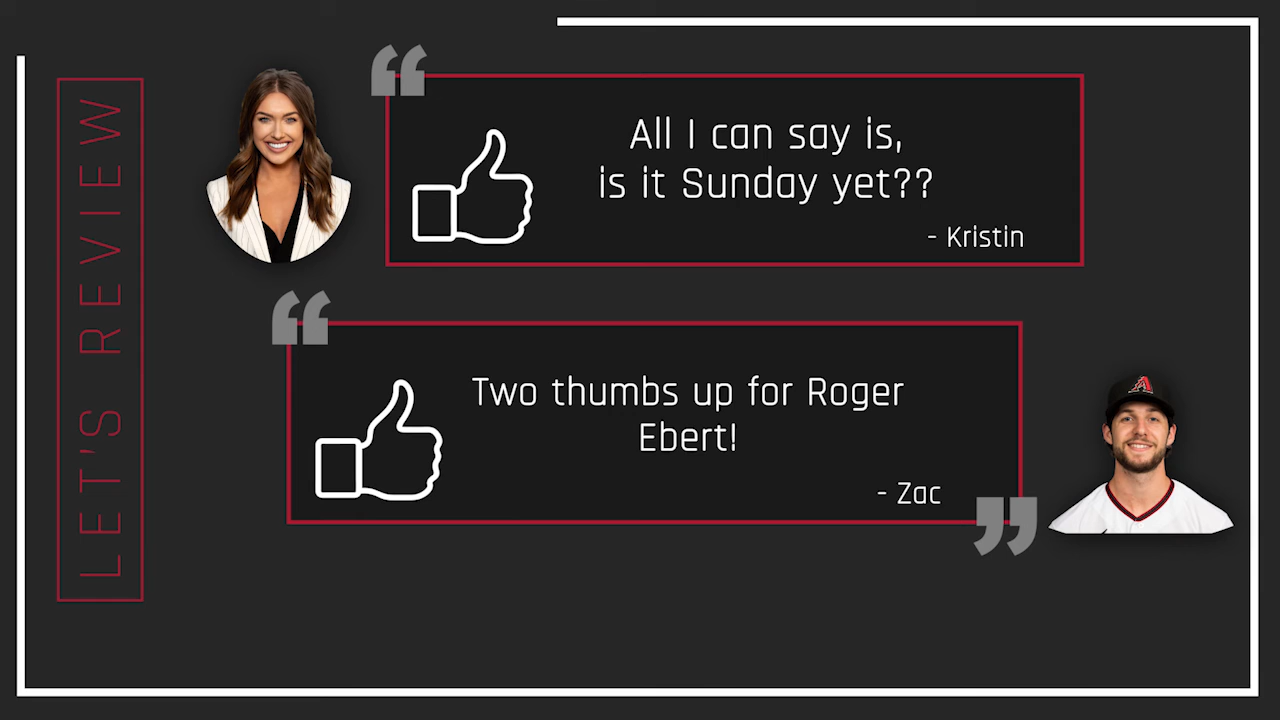 LET'S REVIEW
All I can say is,
is it Sunday yet??
- Kristin
Two thumbs up for Roger
Ebert!
- Zac
A